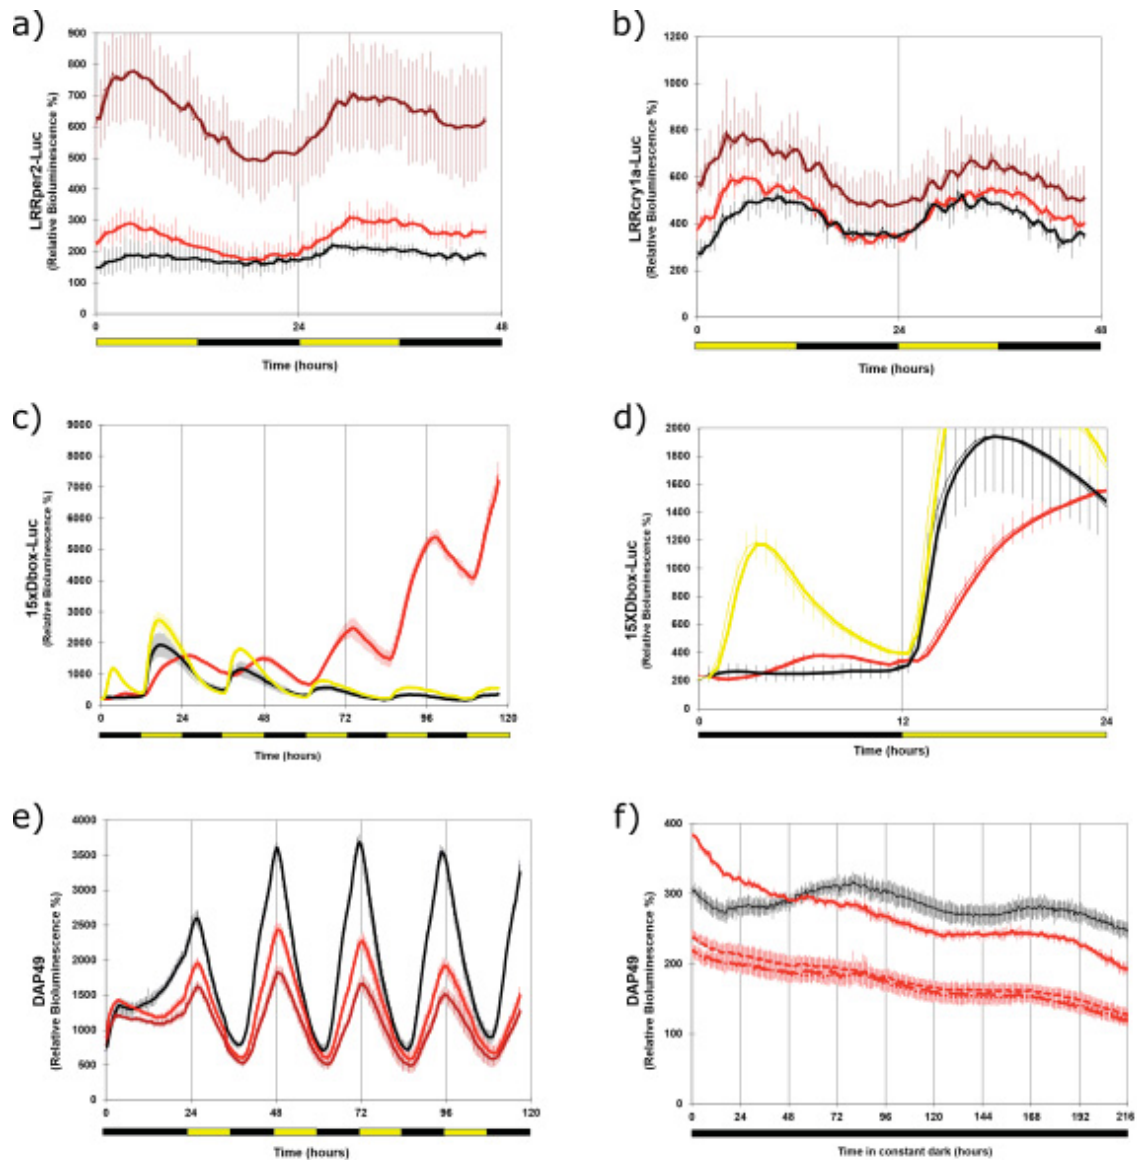 a)
LRRper2-Luc
(Relative Bioluminescence %)
900
800
700
600
500
400
300
200
100
0
0 24 48
Time (hours)
b)
LRRcry1a-Luc
(Relative Bioluminescence %)
1200
1000
800
600
400
200
0
0 24 48
Time (hours)
c)
15xDbox-Luc
(Relative Bioluminescence %)
9000
8000
7000
6000
5000
4000
3000
2000
1000
0
0 24 48 72 96 120
Time (hours)
d)
15XDbox-Luc
(Relative Bioluminescence %)
2000
1800
1600
1400
1200
1000
800
600
400
200
0
0 12 24
Time (hours)
e)
DAP49
(Relative Bioluminescence %)
4000
3500
3000
2500
2000
1500
1000
500
0
0 24 48 72 96 120
Time (hours)
f)
DAP49
(Relative Bioluminescence %)
400
300
200
100
0
0 24 48 72 96 120 144 168 192 216
Time in constant dark (hours)